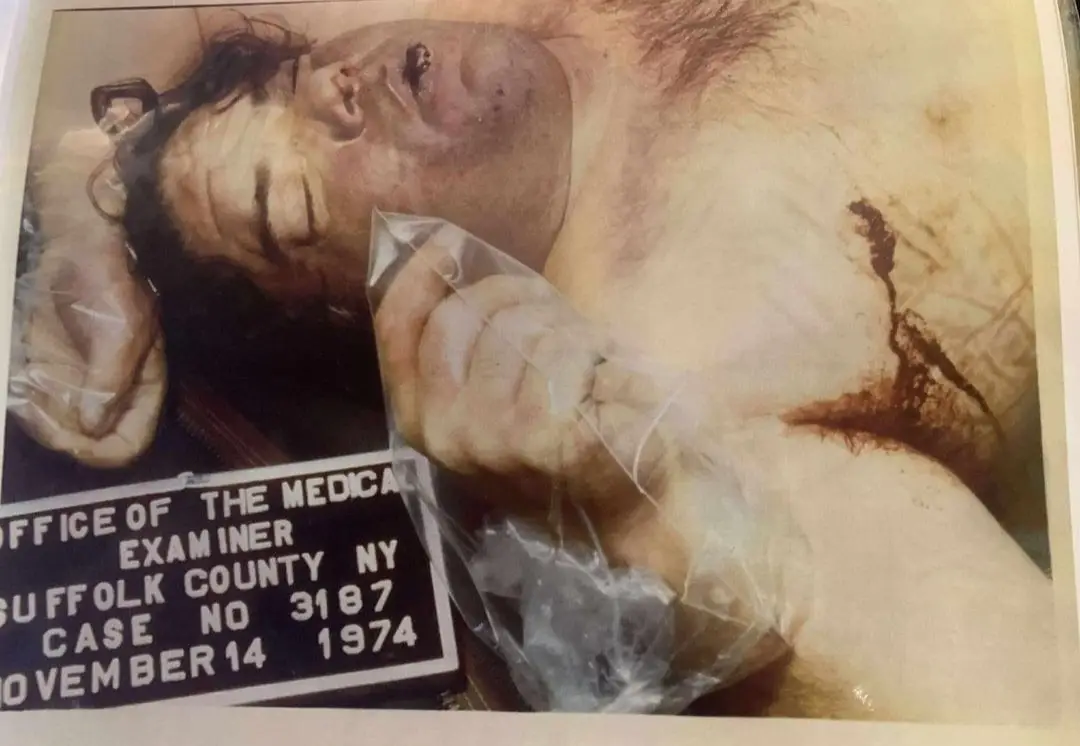 OFFICE OF THE MEDICA
EXAMINER
SUFFOLK COUNTY NY
CASE NO 3187
NOVEMBER 14 1974